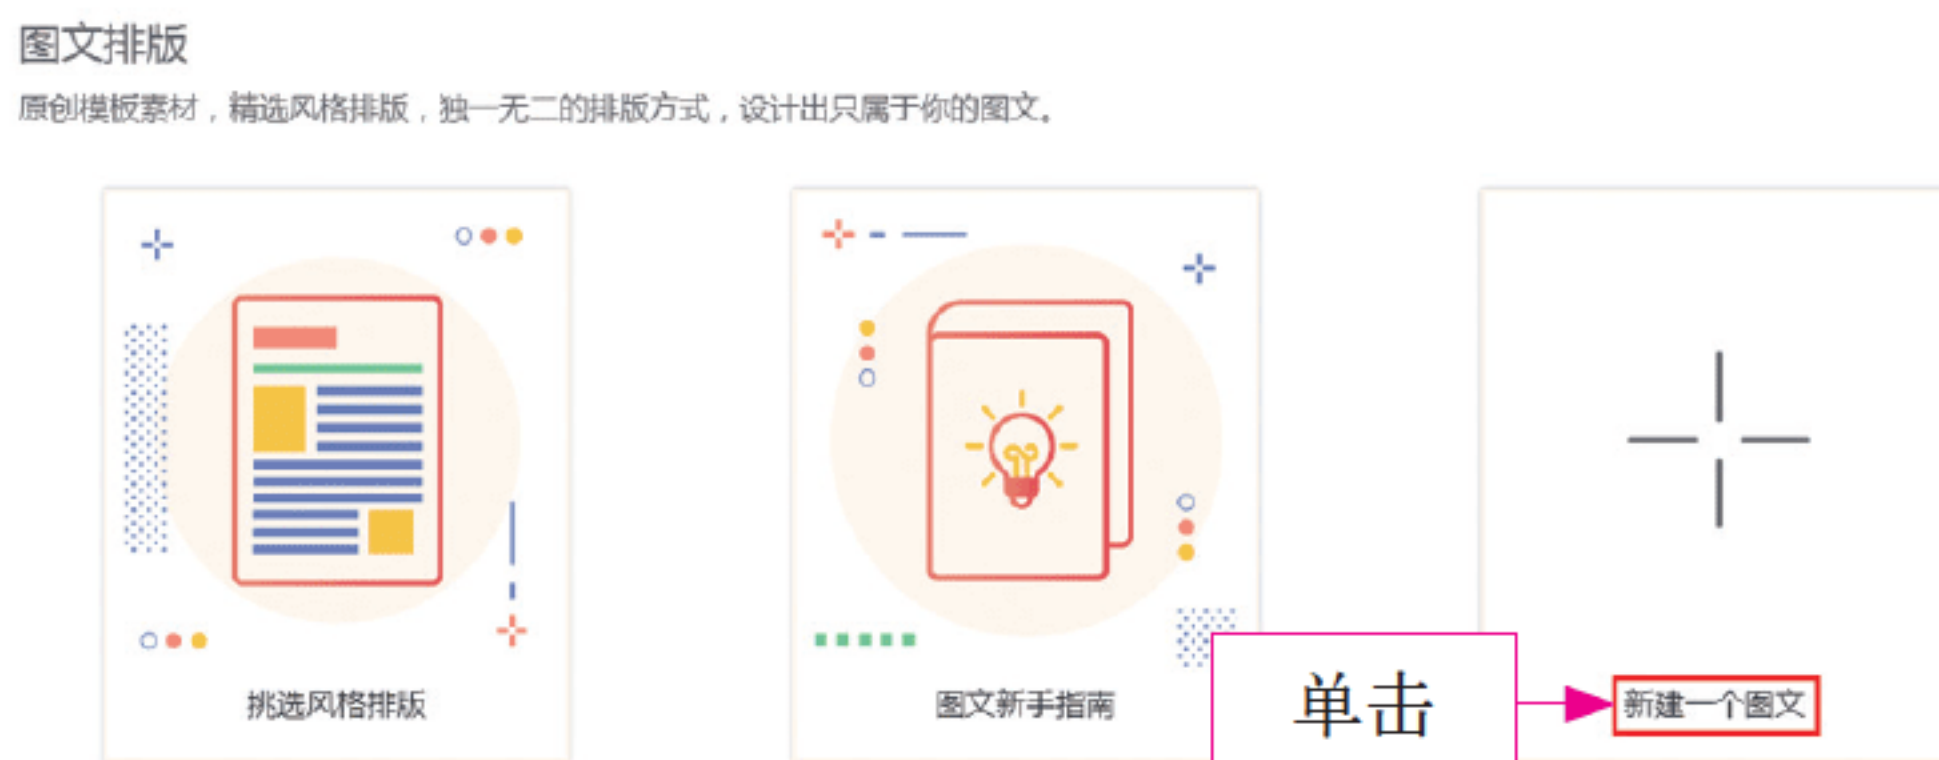 图文排版
原创模板素材，精选风格排版，独一无二的排版方式，设计出只属于你的图文。
挑选风格排版
图文新手指南
单击
新建一个图文